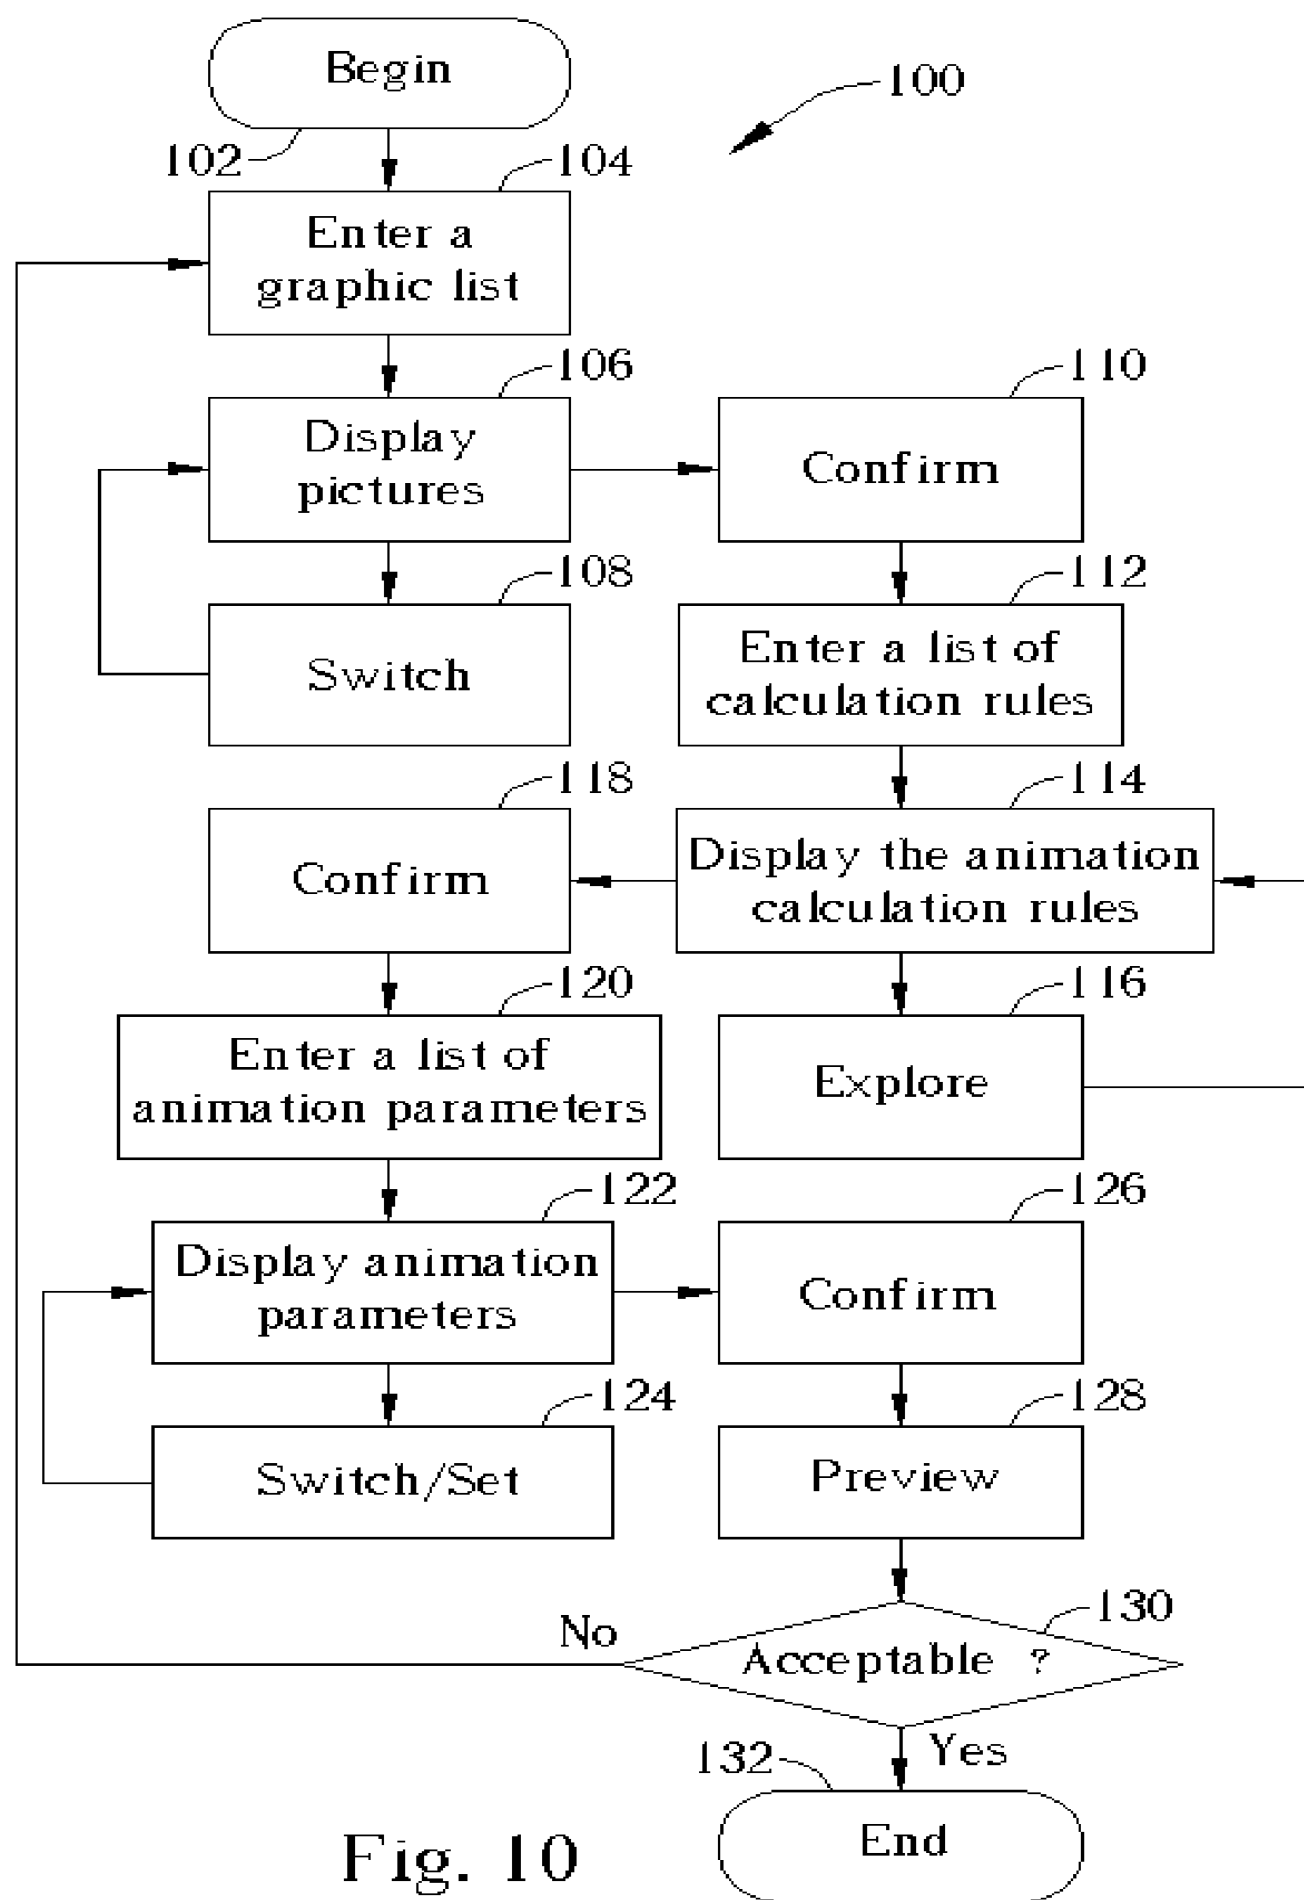 Begin
100
102
104
Enter a
graphic list
106
110
Display
pictures
Confirm
108
112
Switch
Enter a list of
calculation rules
118
114
Confirm
Display the animation
calculation rules
120
116
Enter a list of
animation parameters
Explore
122
126
Display animation
parameters
Confirm
124
128
Switch/Set
Preview
130
No
Acceptable ?
132
Yes
End
Fig. 10